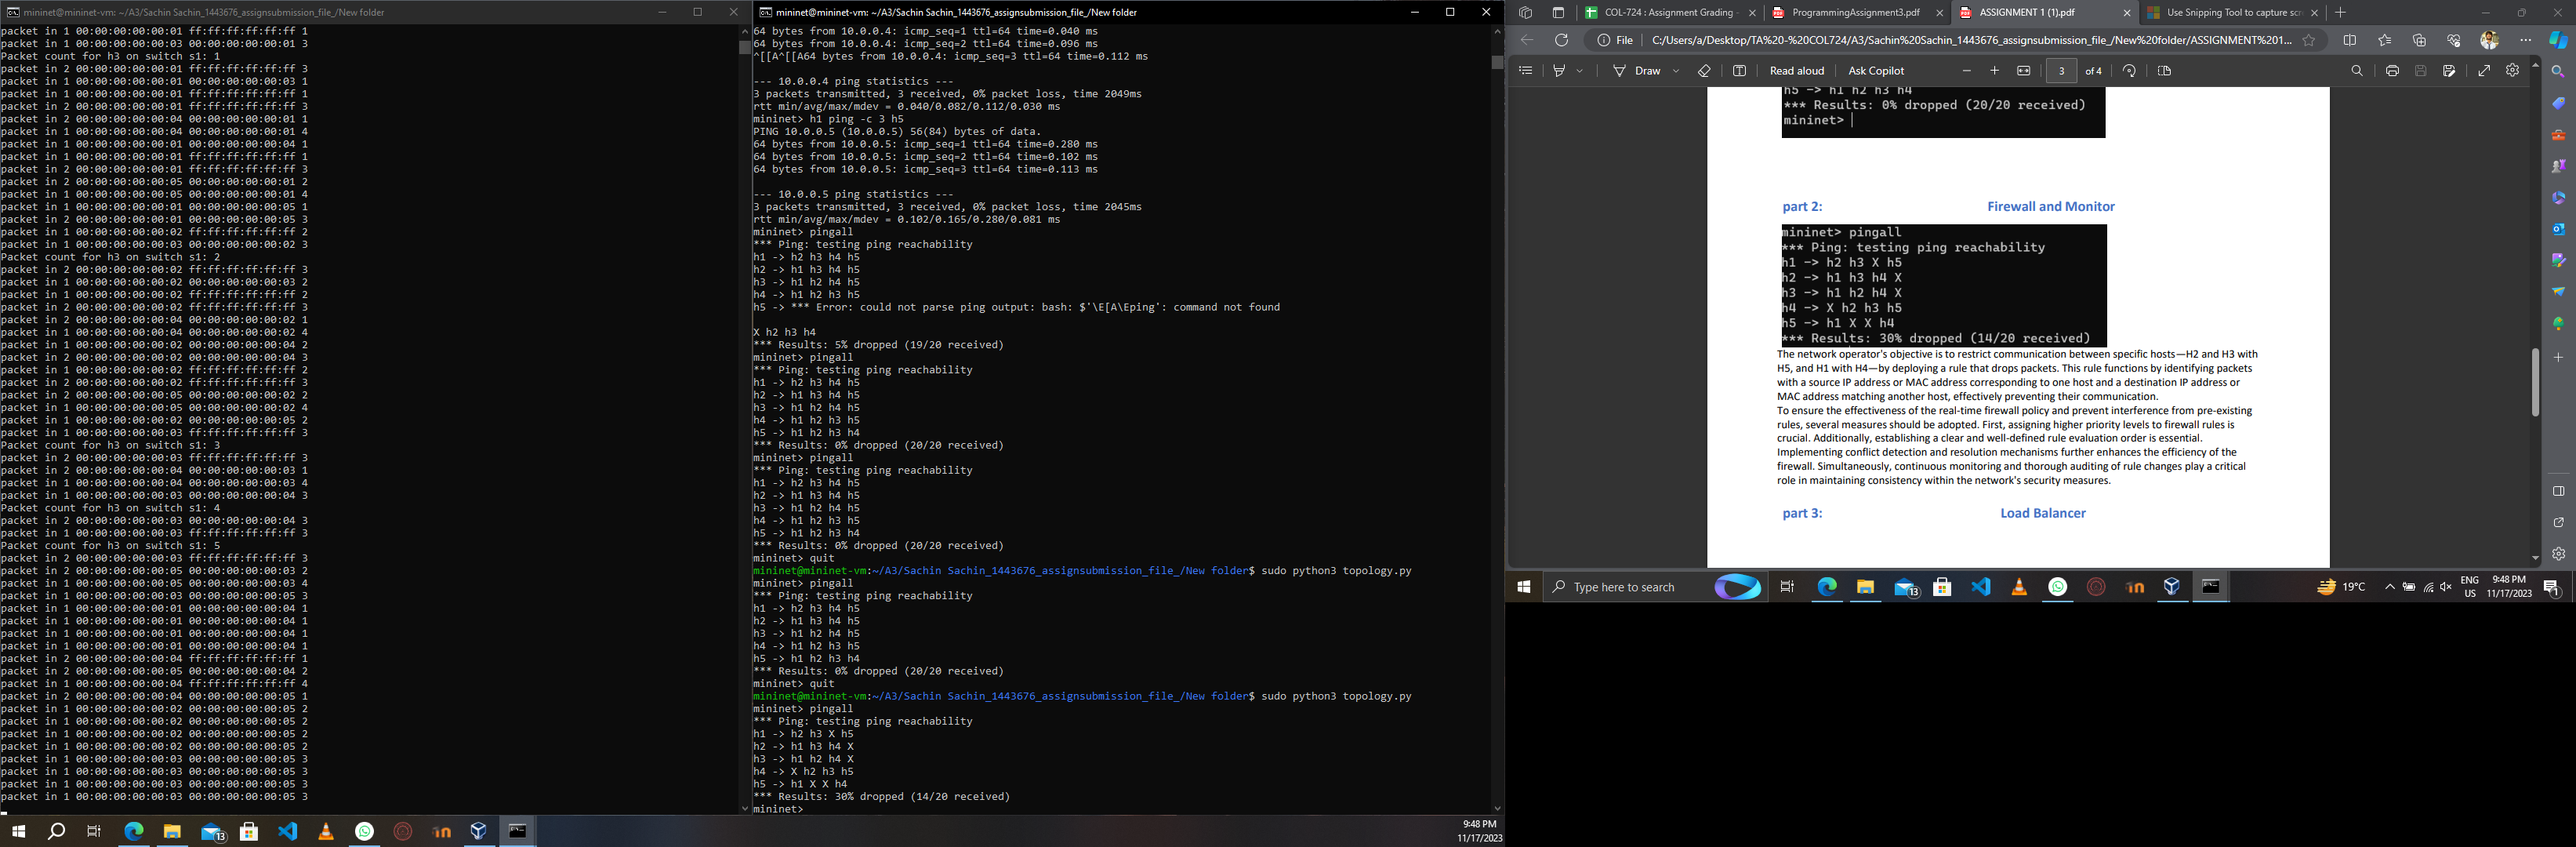 mininet@mininet-vm: ~/A3/Sachin Sachin_1443676_assignsubmission_file_/New folder
packet in 1 00:00:00:00:00:01 ff:ff:ff:ff:ff:ff 1
packet in 1 00:00:00:00:00:03 00:00:00:00:00:01 3
Packet count for h3 on switch s1: 1
packet in 2 00:00:00:00:00:01 ff:ff:ff:ff:ff:ff 3
packet in 1 00:00:00:00:00:01 00:00:00:00:00:03 1
packet in 1 00:00:00:00:00:01 ff:ff:ff:ff:ff:ff 1
packet in 2 00:00:00:00:00:01 ff:ff:ff:ff:ff:ff 3
packet in 2 00:00:00:00:00:04 00:00:00:00:00:01 1
packet in 1 00:00:00:00:00:04 00:00:00:00:00:01 4
packet in 1 00:00:00:00:00:01 00:00:00:00:00:04 1
packet in 1 00:00:00:00:00:01 ff:ff:ff:ff:ff:ff 1
packet in 2 00:00:00:00:00:01 ff:ff:ff:ff:ff:ff 3
packet in 2 00:00:00:00:00:05 00:00:00:00:00:01 2
packet in 1 00:00:00:00:00:05 00:00:00:00:00:01 4
packet in 1 00:00:00:00:00:01 00:00:00:00:00:05 1
packet in 2 00:00:00:00:00:01 00:00:00:00:00:05 3
packet in 1 00:00:00:00:00:02 ff:ff:ff:ff:ff:ff 2
packet in 1 00:00:00:00:00:03 00:00:00:00:00:02 3
Packet count for h3 on switch s1: 2
packet in 2 00:00:00:00:00:02 ff:ff:ff:ff:ff:ff 3
packet in 1 00:00:00:00:00:02 00:00:00:00:00:03 2
packet in 1 00:00:00:00:00:02 ff:ff:ff:ff:ff:ff 2
packet in 2 00:00:00:00:00:02 ff:ff:ff:ff:ff:ff 3
packet in 2 00:00:00:00:00:04 00:00:00:00:00:02 1
packet in 1 00:00:00:00:00:04 00:00:00:00:00:02 4
packet in 1 00:00:00:00:00:02 00:00:00:00:00:04 2
packet in 2 00:00:00:00:00:02 00:00:00:00:00:04 3
packet in 1 00:00:00:00:00:02 ff:ff:ff:ff:ff:ff 2
packet in 2 00:00:00:00:00:02 ff:ff:ff:ff:ff:ff 3
packet in 2 00:00:00:00:00:05 00:00:00:00:00:02 2
packet in 1 00:00:00:00:00:05 00:00:00:00:00:02 4
packet in 1 00:00:00:00:00:02 00:00:00:00:00:05 2
packet in 1 00:00:00:00:00:03 ff:ff:ff:ff:ff:ff 3
Packet count for h3 on switch s1: 3
packet in 2 00:00:00:00:00:03 ff:ff:ff:ff:ff:ff 3
packet in 2 00:00:00:00:00:04 00:00:00:00:00:03 1
packet in 1 00:00:00:00:00:04 00:00:00:00:00:03 4
packet in 1 00:00:00:00:00:03 00:00:00:00:00:04 3
Packet count for h3 on switch s1: 4
packet in 2 00:00:00:00:00:03 00:00:00:00:00:04 3
packet in 1 00:00:00:00:00:03 ff:ff:ff:ff:ff:ff 3
Packet count for h3 on switch s1: 5
packet in 2 00:00:00:00:00:03 ff:ff:ff:ff:ff:ff 3
packet in 2 00:00:00:00:00:05 00:00:00:00:00:03 2
packet in 1 00:00:00:00:00:05 00:00:00:00:00:03 4
packet in 1 00:00:00:00:00:03 00:00:00:00:00:05 3
packet in 1 00:00:00:00:00:01 00:00:00:00:00:04 1
packet in 1 00:00:00:00:00:01 00:00:00:00:00:04 1
packet in 1 00:00:00:00:00:01 00:00:00:00:00:04 1
packet in 1 00:00:00:00:00:01 00:00:00:00:00:04 1
packet in 2 00:00:00:00:00:04 ff:ff:ff:ff:ff:ff 1
packet in 2 00:00:00:00:00:05 00:00:00:00:00:04 2
packet in 1 00:00:00:00:00:04 ff:ff:ff:ff:ff:ff 4
packet in 2 00:00:00:00:00:04 00:00:00:00:00:05 1
packet in 1 00:00:00:00:00:02 00:00:00:00:00:05 2
packet in 1 00:00:00:00:00:02 00:00:00:00:00:05 2
packet in 1 00:00:00:00:00:02 00:00:00:00:00:05 2
packet in 1 00:00:00:00:00:02 00:00:00:00:00:05 2
packet in 1 00:00:00:00:00:03 00:00:00:00:00:05 3
packet in 1 00:00:00:00:00:03 00:00:00:00:00:05 3
packet in 1 00:00:00:00:00:03 00:00:00:00:00:05 3
packet in 1 00:00:00:00:00:03 00:00:00:00:00:05 3
mininet@mininet-vm: ~/A3/Sachin Sachin_1443676_assignsubmission_file_/New folder
64 bytes from 10.0.0.4: icmp_seq=1 ttl=64 time=0.040 ms
64 bytes from 10.0.0.4: icmp_seq=2 ttl=64 time=0.096 ms
^[[A^[[A64 bytes from 10.0.0.4: icmp_seq=3 ttl=64 time=0.112 ms
--- 10.0.0.4 ping statistics ---
3 packets transmitted, 3 received, 0% packet loss, time 2049ms
rtt min/avg/max/mdev = 0.040/0.082/0.112/0.030 ms
mininet> h1 ping -c 3 h5
PING 10.0.0.5 (10.0.0.5) 56(84) bytes of data.
64 bytes from 10.0.0.5: icmp_seq=1 ttl=64 time=0.280 ms
64 bytes from 10.0.0.5: icmp_seq=2 ttl=64 time=0.102 ms
64 bytes from 10.0.0.5: icmp_seq=3 ttl=64 time=0.113 ms
--- 10.0.0.5 ping statistics ---
3 packets transmitted, 3 received, 0% packet loss, time 2045ms
rtt min/avg/max/mdev = 0.102/0.165/0.280/0.081 ms
mininet> pingall
*** Ping: testing ping reachability
h1 -> h2 h3 h4 h5
h2 -> h1 h3 h4 h5
h3 -> h1 h2 h4 h5
h4 -> h1 h2 h3 h5
h5 -> *** Error: could not parse ping output: bash: $'\E[A\Eping': command not found
X h2 h3 h4
*** Results: 5% dropped (19/20 received)
mininet> pingall
*** Ping: testing ping reachability
h1 -> h2 h3 h4 h5
h2 -> h1 h3 h4 h5
h3 -> h1 h2 h4 h5
h4 -> h1 h2 h3 h5
h5 -> h1 h2 h3 h4
*** Results: 0% dropped (20/20 received)
mininet> pingall
*** Ping: testing ping reachability
h1 -> h2 h3 h4 h5
h2 -> h1 h3 h4 h5
h3 -> h1 h2 h4 h5
h4 -> h1 h2 h3 h5
h5 -> h1 h2 h3 h4
*** Results: 0% dropped (20/20 received)
mininet> quit
mininet@mininet-vm:~/A3/Sachin Sachin_1443676_assignsubmission_file_/New folder$ sudo python3 topology.py
mininet> pingall
*** Ping: testing ping reachability
h1 -> h2 h3 h4 h5
h2 -> h1 h3 h4 h5
h3 -> h1 h2 h4 h5
h4 -> h1 h2 h3 h5
h5 -> h1 h2 h3 h4
*** Results: 0% dropped (20/20 received)
mininet> quit
mininet@mininet-vm:~/A3/Sachin Sachin_1443676_assignsubmission_file_/New folder$ sudo python3 topology.py
mininet> pingall
*** Ping: testing ping reachability
h1 -> h2 h3 X h5
h2 -> h1 h3 h4 X
h3 -> h1 h2 h4 X
h4 -> X h2 h3 h5
h5 -> h1 X X h4
*** Results: 30% dropped (14/20 received)
mininet>
13
9:48 PM
11/17/2023
COL-724 : Assignment Grading -
ProgrammingAssignment3.pdf
ASSIGNMENT 1 (1).pdf
Use Snipping Tool to capture scr
File C:/Users/a/Desktop/TA%20-%20COL724/A3/Sachin%20Sachin_1443676_assignsubmission_file_/New%20folder/ASSIGNMENT%201...
Draw Read aloud Ask Copilot 3 of 4
h5 -> h1 h2 h3 h4
*** Results: 0% dropped (20/20 received)
mininet>
part 2: Firewall and Monitor
mininet> pingall
*** Ping: testing ping reachability
h1 -> h2 h3 X h5
h2 -> h1 h3 h4 X
h3 -> h1 h2 h4 X
h4 -> X h2 h3 h5
h5 -> h1 X X h4
*** Results: 30% dropped (14/20 received)
The network operator's objective is to restrict communication between specific hosts—H2 and H3 with
H5, and H1 with H4—by deploying a rule that drops packets. This rule functions by identifying packets
with a source IP address or MAC address corresponding to one host and a destination IP address or
MAC address matching another host, effectively preventing their communication.
To ensure the effectiveness of the real-time firewall policy and prevent interference from pre-existing
rules, several measures should be adopted. First, assigning higher priority levels to firewall rules is
crucial. Additionally, establishing a clear and well-defined rule evaluation order is essential.
Implementing conflict detection and resolution mechanisms further enhances the efficiency of the
firewall. Simultaneously, continuous monitoring and thorough auditing of rule changes play a critical
role in maintaining consistency within the network's security measures.
part 3: Load Balancer
Type here to search
13
19°C
ENG
US
9:48 PM
11/17/2023
1